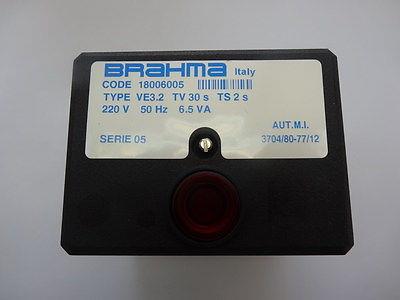 BRAHMA Italy
CODE 18006005
TYPE VE3.2 TV 30 s TS 2 s
220 V 50 Hz 6.5 VA
AUT.M.I.
SERIE 05 3704/80-77/12